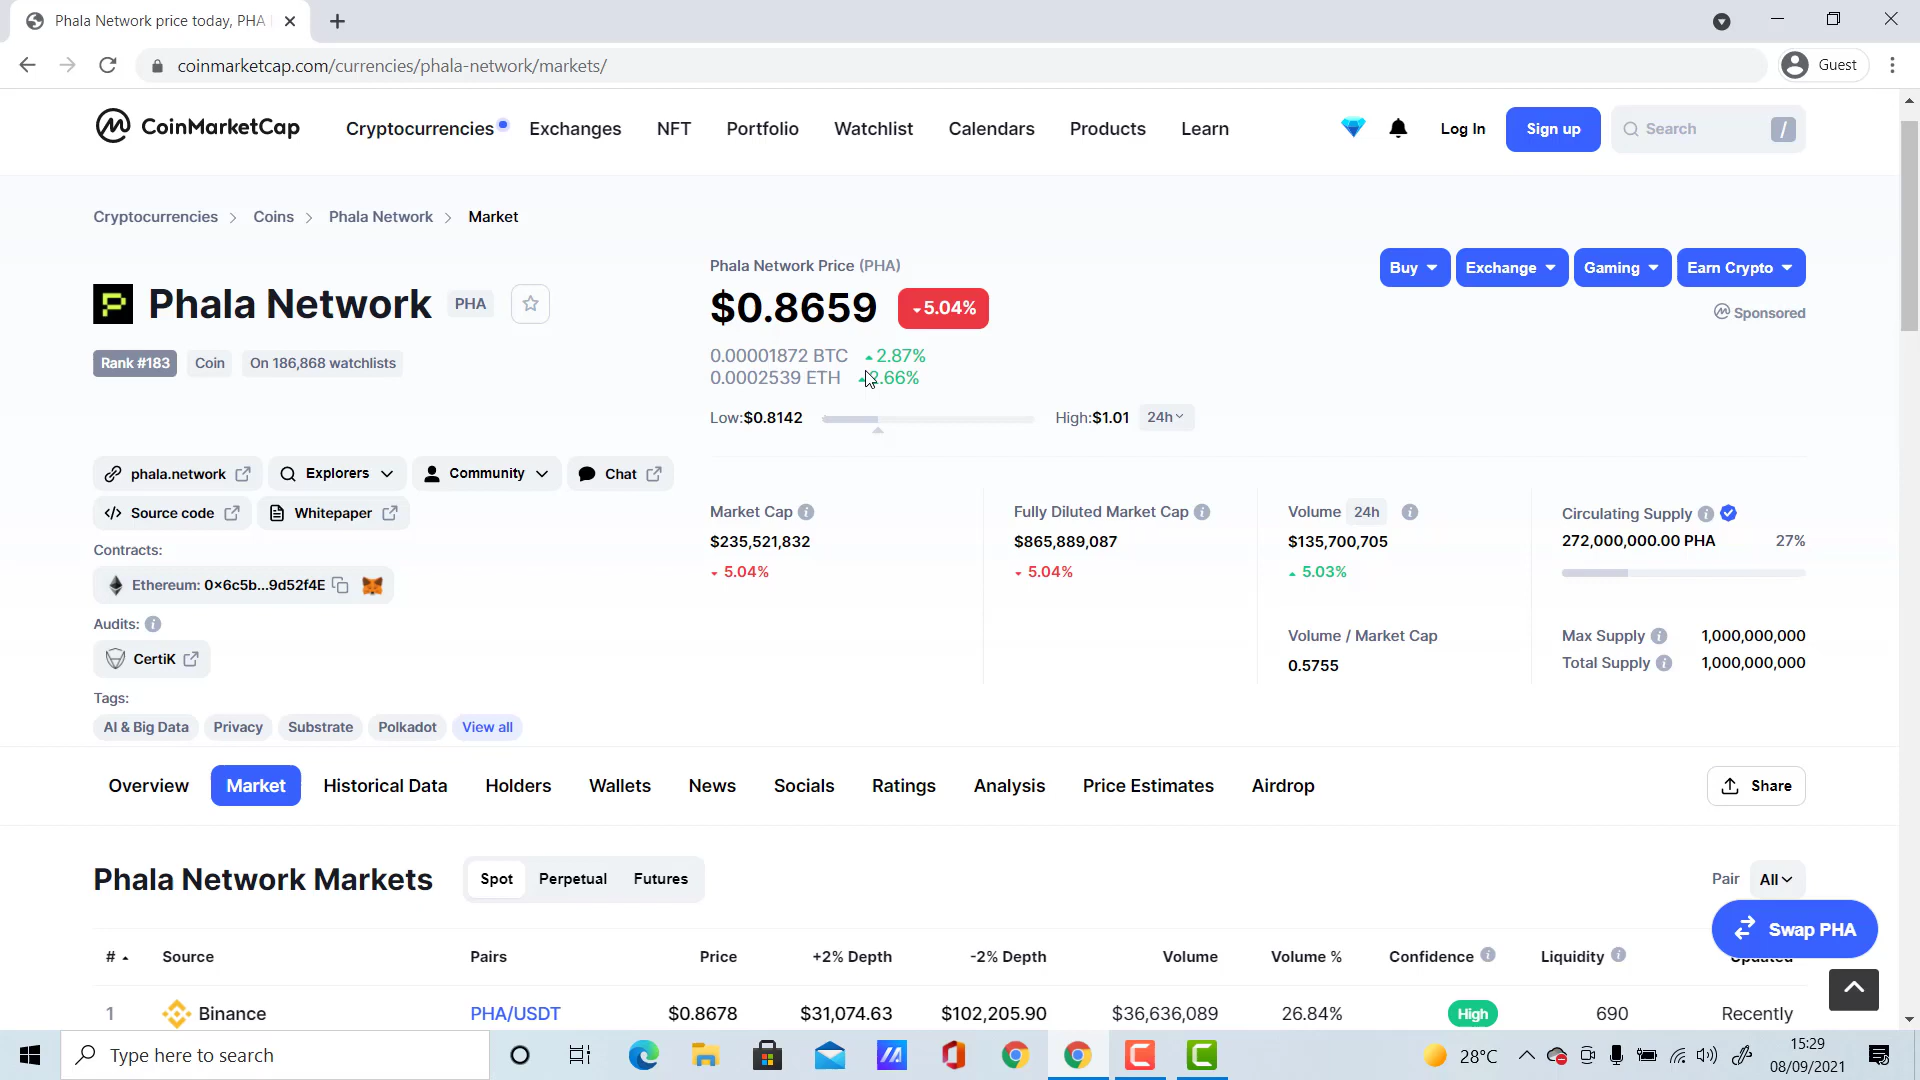 Phala Network price today, PHA
coinmarketcap.com/currencies/phala-network/markets/
Guest
CoinMarketCap
Cryptocurrencies Exchanges NFT Portfolio Watchlist Calendars Products Learn
Log In Sign up Search /
Cryptocurrencies > Coins > Phala Network > Market
Phala Network PHA
Rank #183 Coin On 186,868 watchlists
Phala Network Price (PHA)
$0.8659 5.04%
0.00001872 BTC 2.87%
0.0002539 ETH .66%
Low:$0.8142 High:$1.01 24h
Buy Exchange Gaming Earn Crypto
Sponsored
phala.network Explorers Community Chat
Source code Whitepaper
Contracts:
Ethereum: 0x6c5b...9d52f4E
Audits:
CertiK
Tags:
AI & Big Data Privacy Substrate Polkadot View all
Market Cap
$235,521,832
5.04%
Fully Diluted Market Cap
$865,889,087
5.04%
Volume 24h
$135,700,705
5.03%
Volume / Market Cap
0.5755
Circulating Supply
272,000,000.00 PHA 27%
Max Supply 1,000,000,000
Total Supply 1,000,000,000
Overview Market Historical Data Holders Wallets News Socials Ratings Analysis Price Estimates Airdrop Share
Phala Network Markets Spot Perpetual Futures Pair All
Swap PHA
# Source Pairs Price +2% Depth -2% Depth Volume Volume % Confidence Liquidity Updated
1 Binance PHA/USDT $0.8678 $31,074.63 $102,205.90 $36,636,089 26.84% High 690 Recently
Type here to search
28°C
15:29
08/09/2021